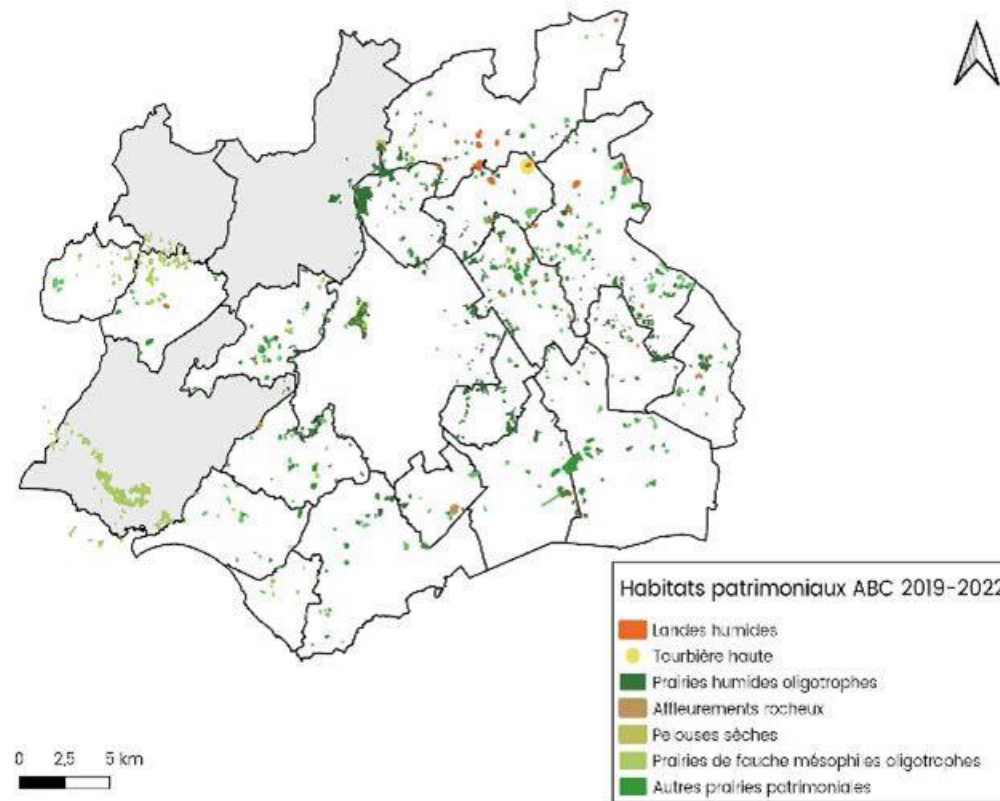 0 2,5 5 km
Habitats patrimoniaux ABC 2019-2022
Landes humides
Tourbière haute
Prairies humides oligotrophes
Affleurements rocheux
Pelouses sèches
Prairies de fauche mésophiles oligotrophes
Autres prairies patrimoniales